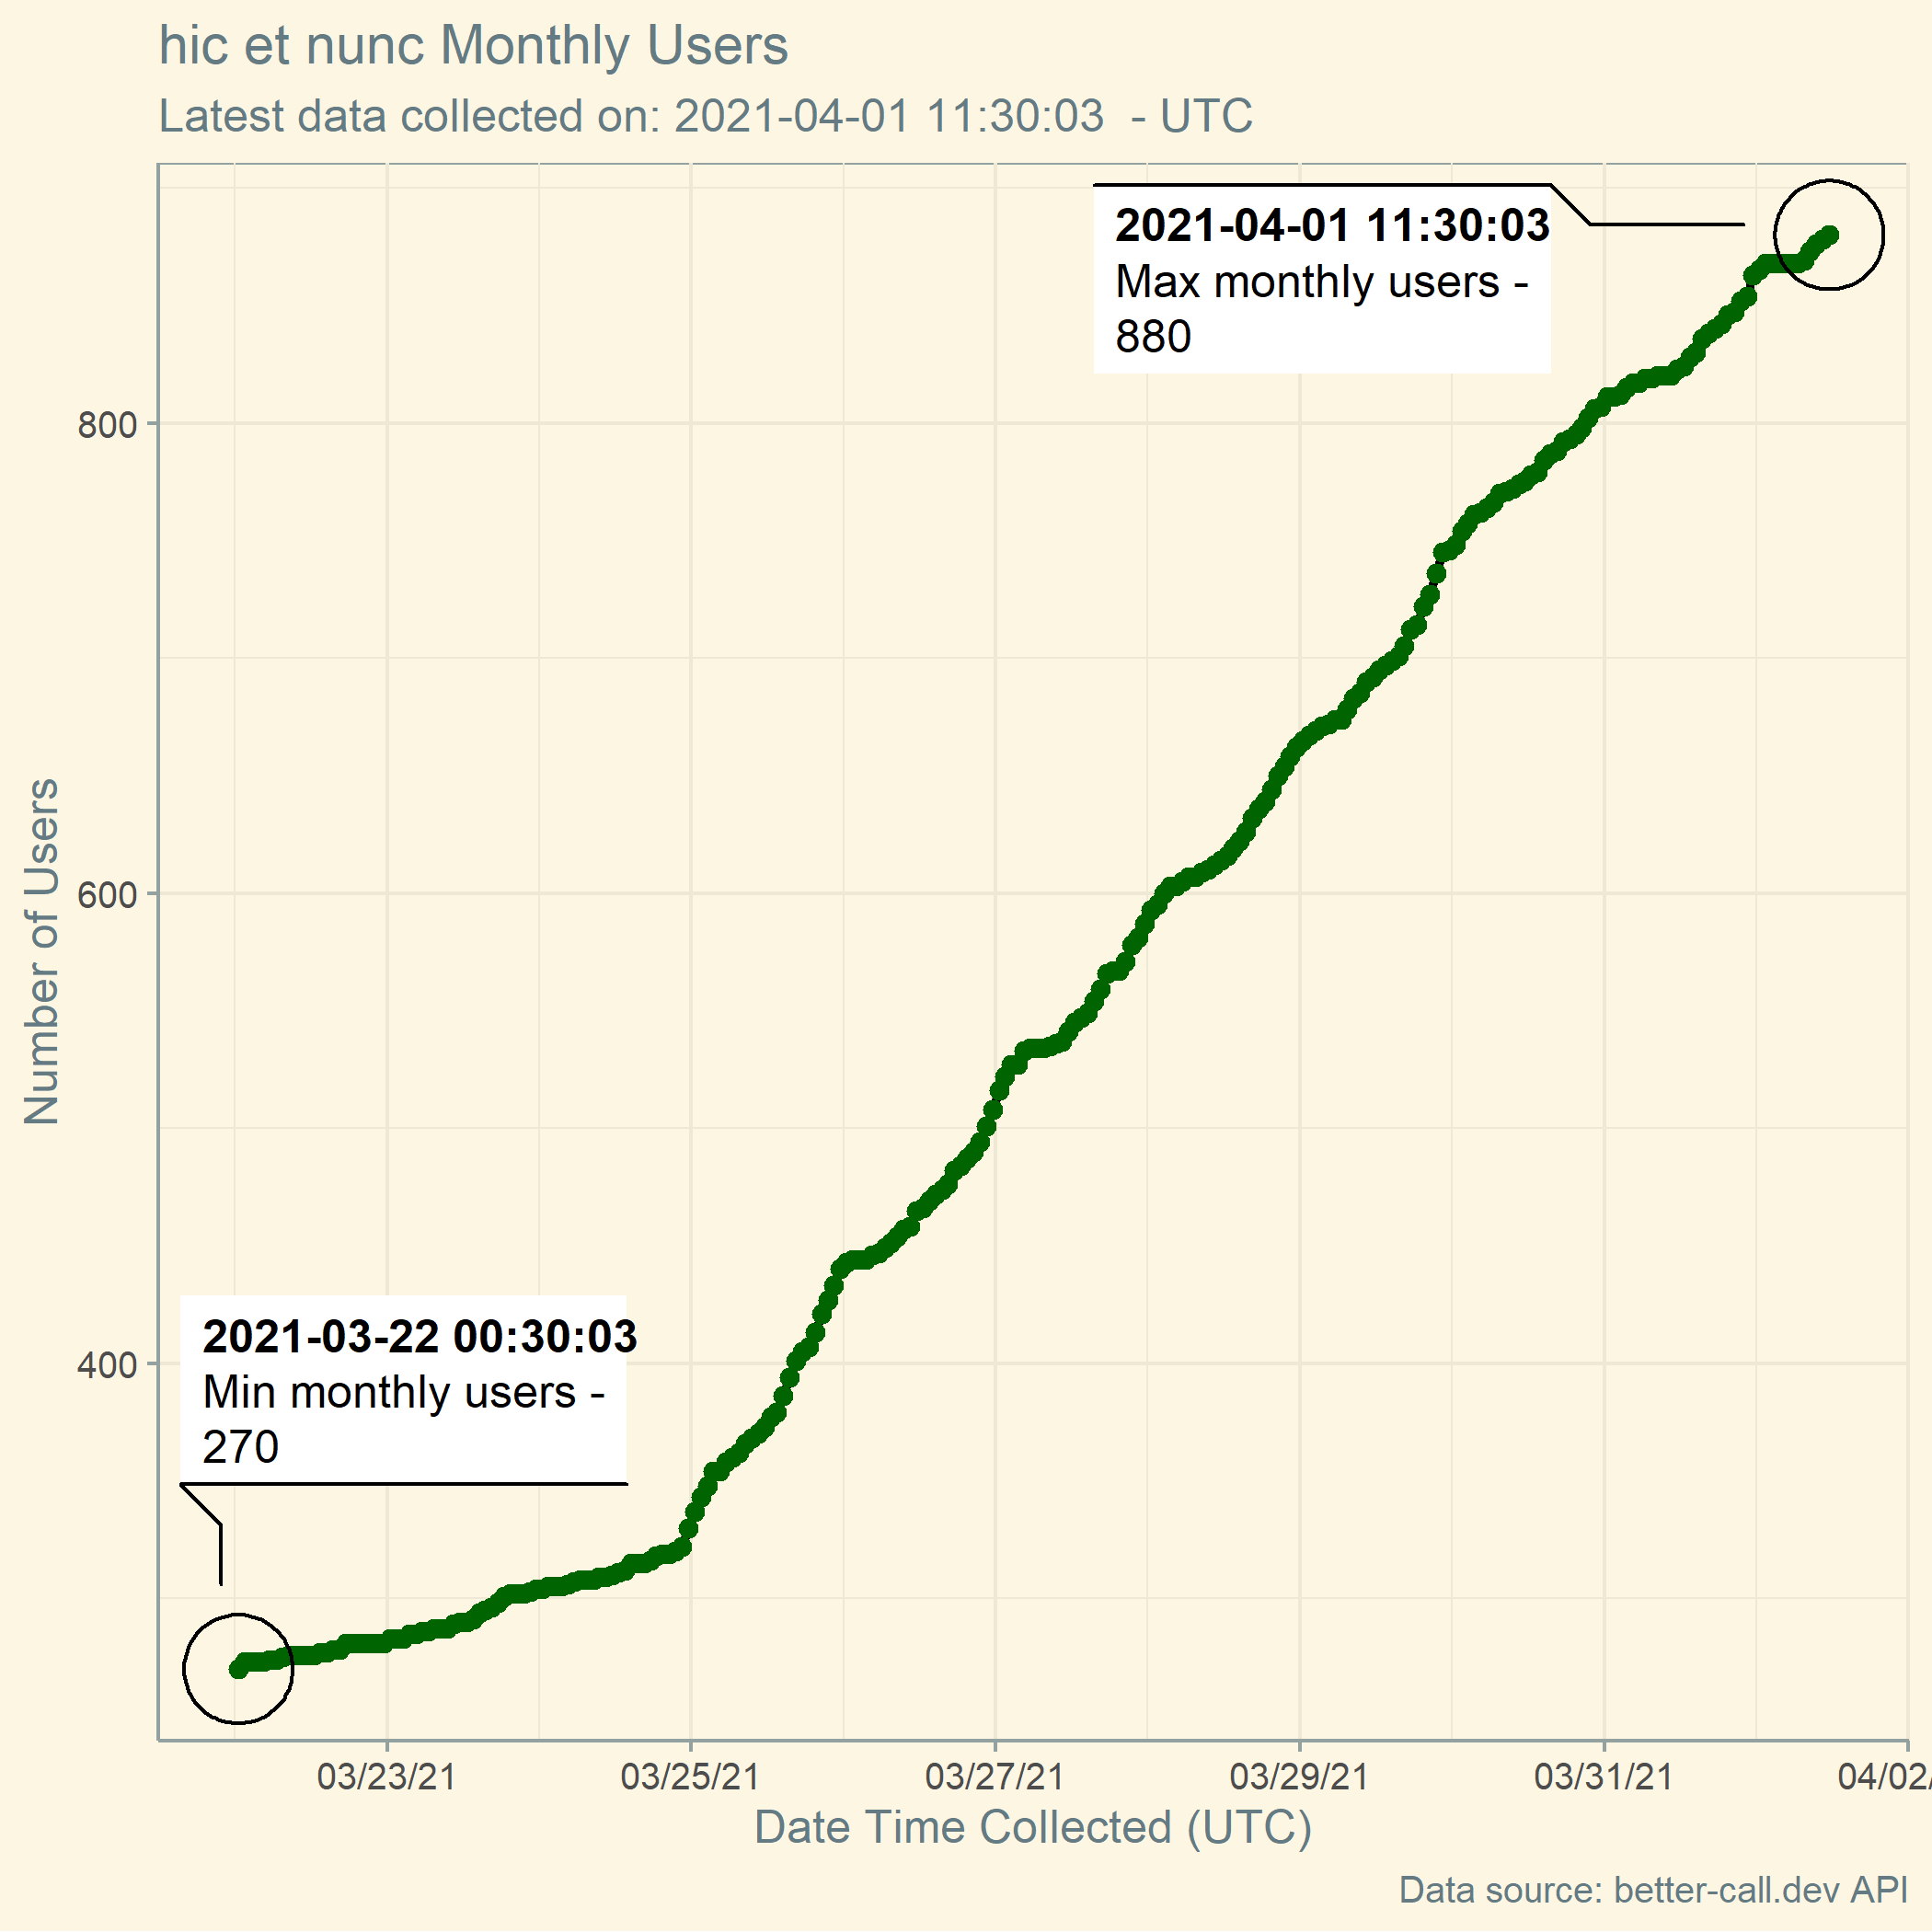 hic et nunc Monthly Users
Latest data collected on: 2021-04-01 11:30:03  - UTC
2021-04-01 11:30:03
Max monthly users -
880
800
600
400
Number of Users
2021-03-22 00:30:03
Min monthly users -
270
03/23/21
03/25/21
03/27/21
03/29/21
03/31/21
04/02/
Date Time Collected (UTC)
Data source: better-call.dev API